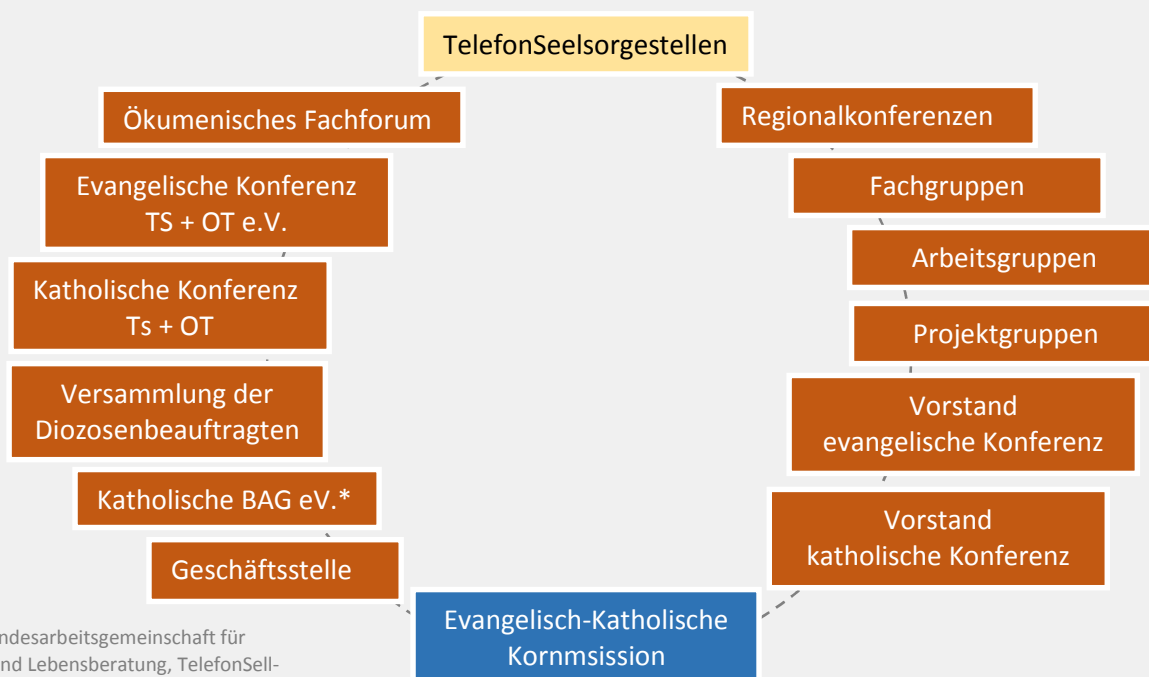 TelefonSeelsorgestellen
Ökumenisches Fachforum
Regionalkonferenzen
Evangelische Konferenz
TS + OT e.V.
Fachgruppen
Arbeitsgruppen
Katholische Konferenz
Ts + OT
Projektgruppen
Versammlung der
Diozosenbeauftragten
Vorstand
evangelische Konferenz
Katholische BAG eV.*
Vorstand
katholische Konferenz
Geschäftsstelle
Evangelisch-Katholische
Kornmsission
ndesarbeitsgemeinschaft für
nd Lebensberatung, TelefonSell-